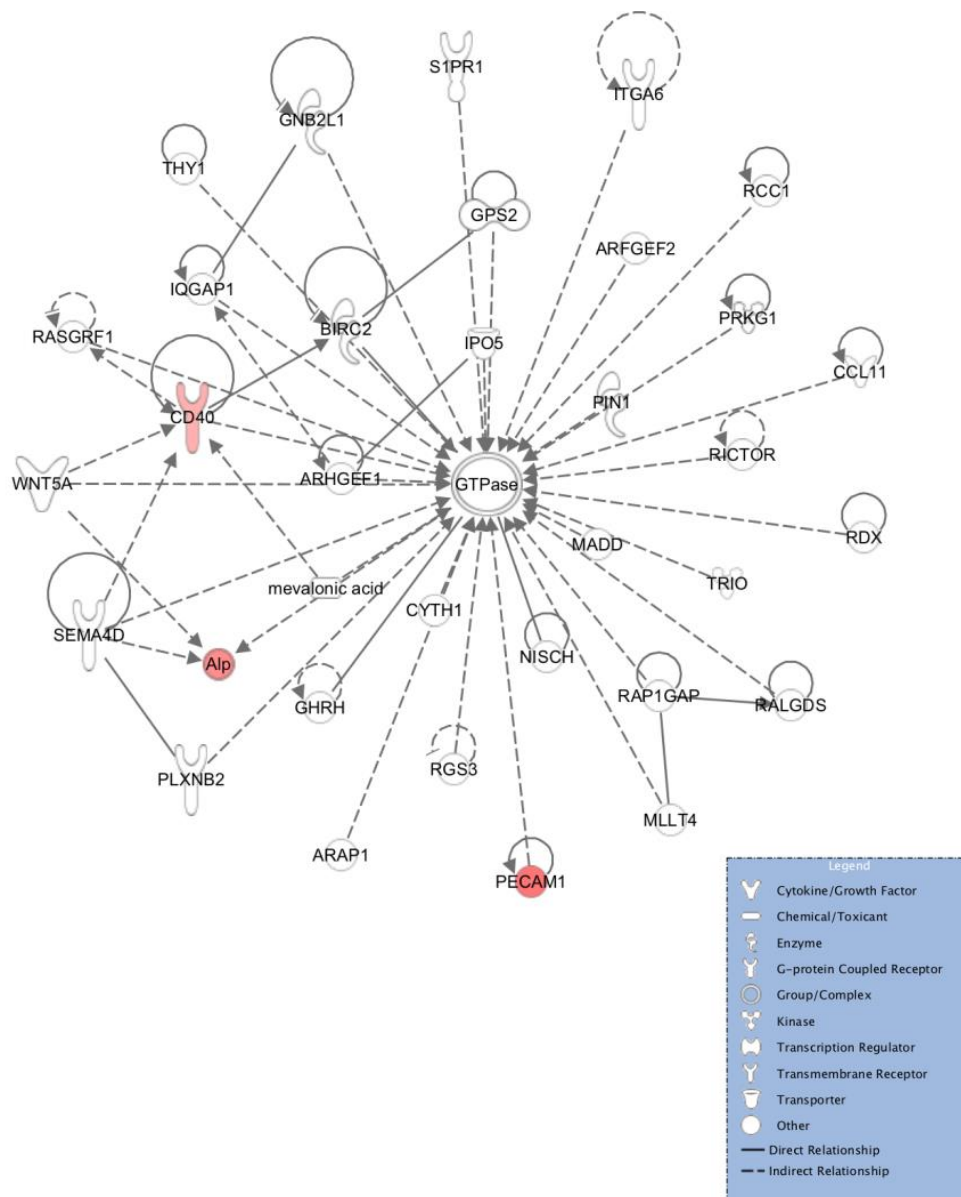 S1PR1
ITGA6
GNB2L1
THY1
RCC1
GPS2
ARFGEF2
IQGAP1
PRKG1
BIRC2
RASGRF1
IPO5
CCL11
PIN1
CD40
RICTOR
WNT5A
ARHGEF1
GTPase
RDX
MADD
TRIO
mevalonic acid
CYTH1
SEMA4D
NISCH
Alp
RAP1GAP
RALGDS
GHRH
RGS3
PLXNB2
MLLT4
ARAP1
PECAM1
Legend
Cytokine/Growth Factor
Chemical/Toxicant
Enzyme
G-protein Coupled Receptor
Group/Complex
Kinase
Transcription Regulator
Transmembrane Receptor
Transporter
Other
Direct Relationship
Indirect Relationship